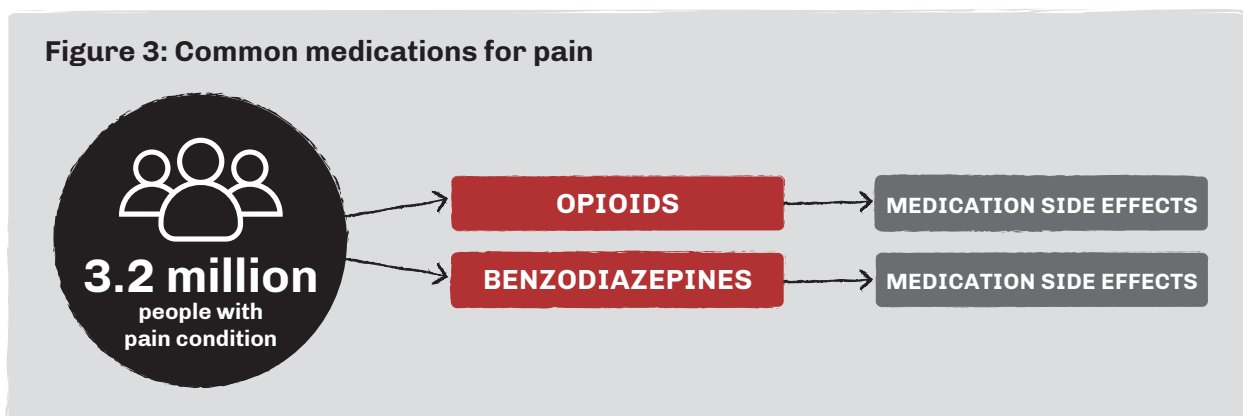 Figure 3: Common medications for pain
3.2 million
people with
pain condition
OPIOIDS
MEDICATION SIDE EFFECTS
BENZODIAZEPINES
MEDICATION SIDE EFFECTS